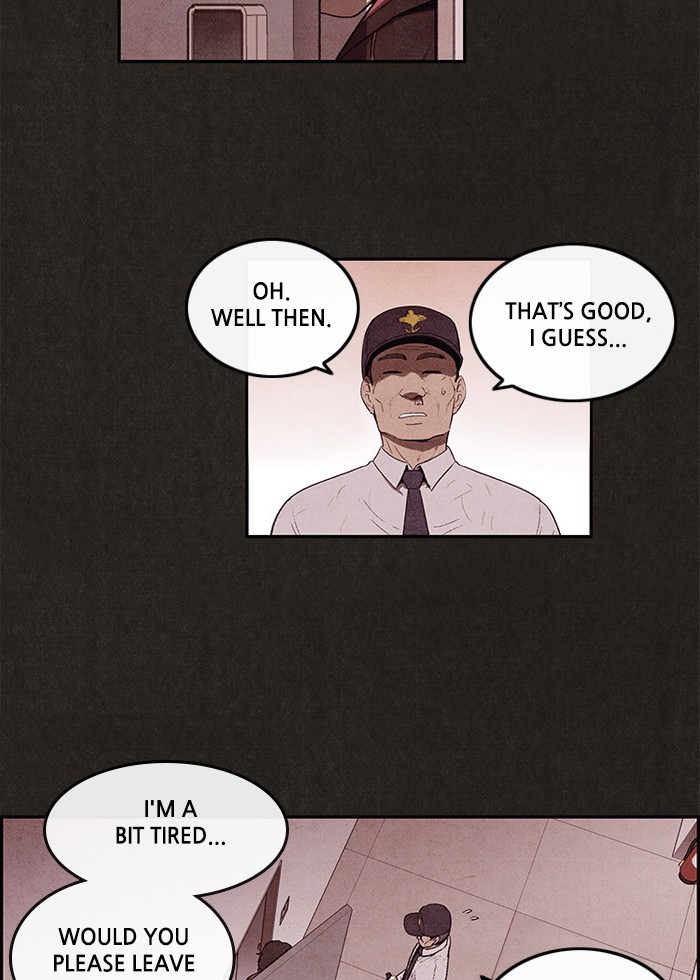 OH.
WELL THEN.
THAT'S GOOD,
I GUESS...
I'M A
BIT TIRED...
WOULD YOU
PLEASE LEAVE